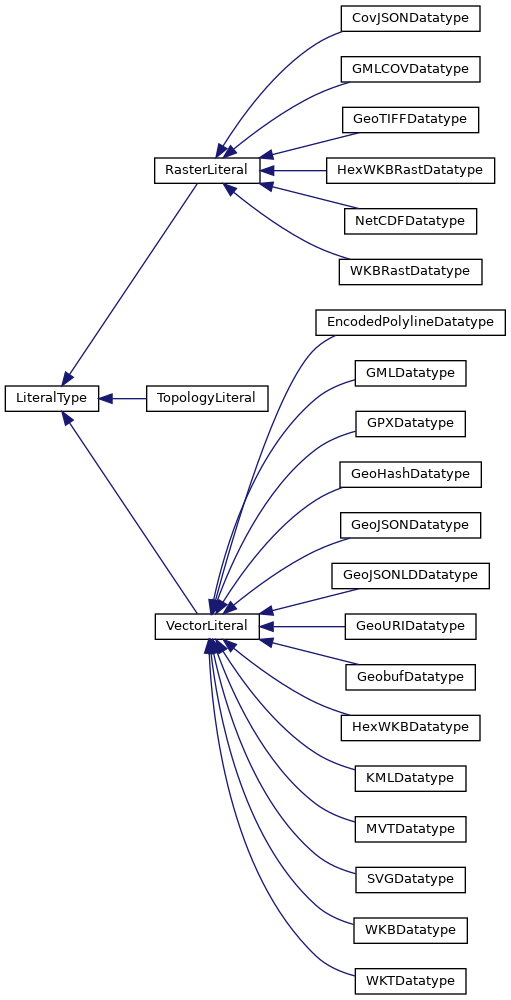 CovJSONDatatype
GMLCOVDatatype
GeoTIFFDatatype
RasterLiteral
HexWKBRastDatatype
NetCDFDatatype
WKBRastDatatype
EncodedPolylineDatatype
GMLDatatype
LiteralType
TopologyLiteral
GPXDatatype
GeoHashDatatype
GeoJSONDatatype
GeoJSONLDDatatype
VectorLiteral
GeoURIDatatype
GeobufDatatype
HexWKBDatatype
KMLDatatype
MVTDatatype
SVGDatatype
WKBDatatype
WKTDatatype